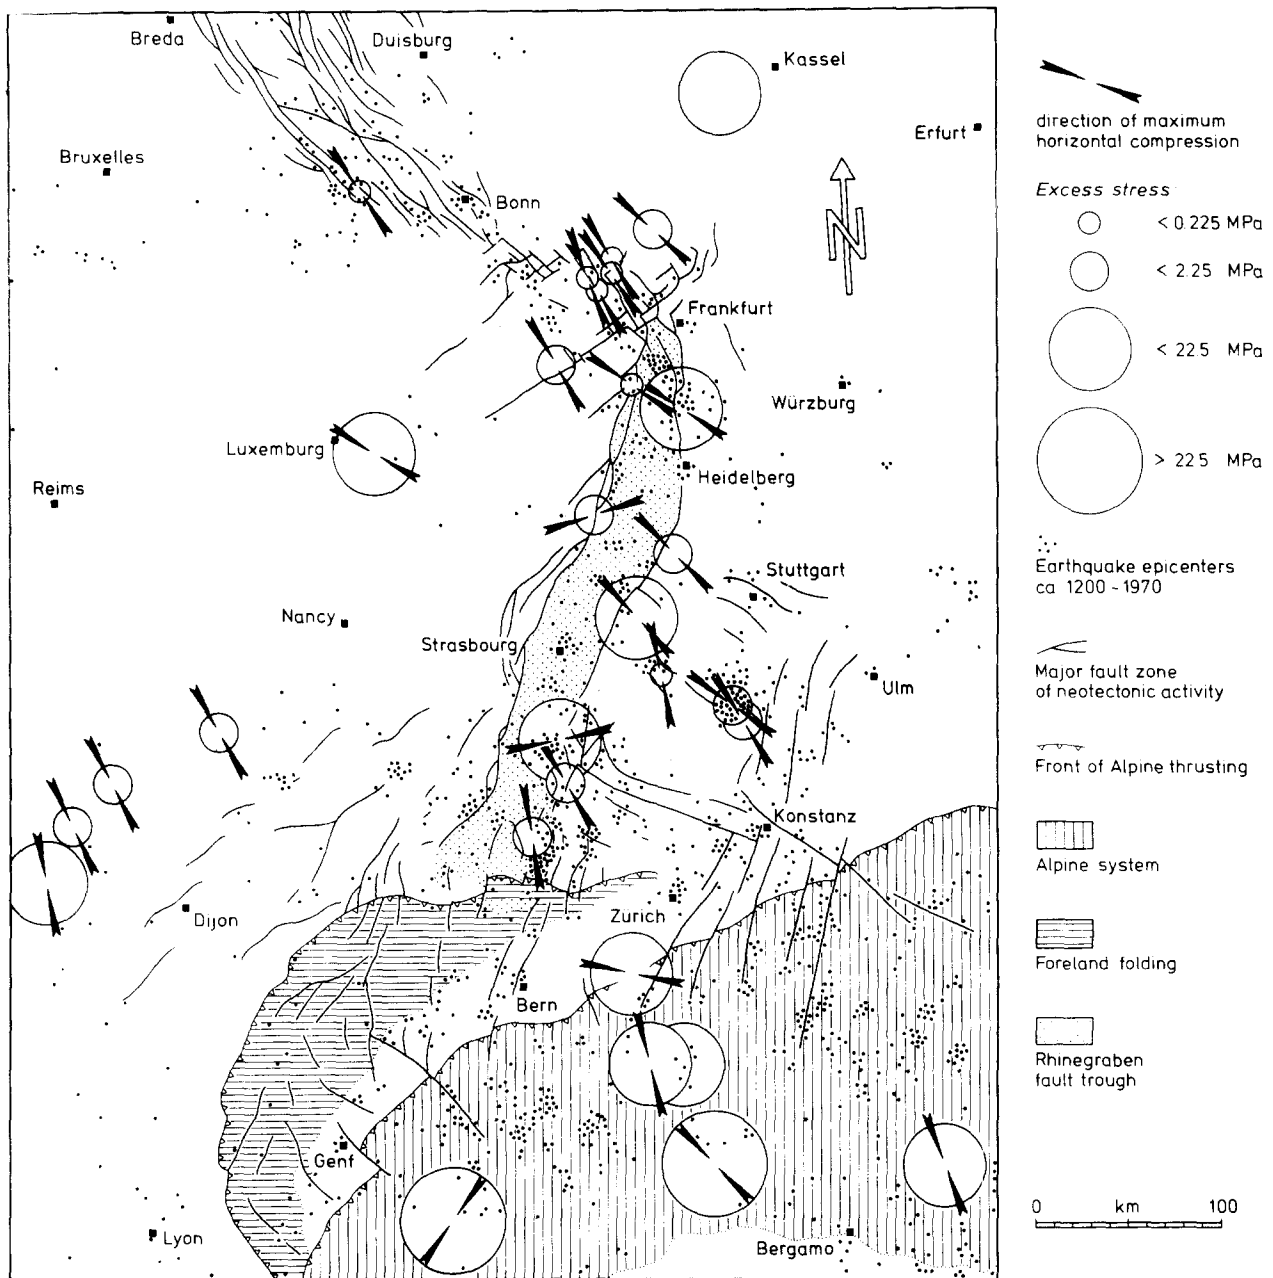 Breda
Duisburg
Kassel
Erfurt
Bruxelles
Bonn
N
Frankfurt
Würzburg
Luxemburg
Heidelberg
Reims
Stuttgart
Nancy
Strasbourg
Ulm
Konstanz
Dijon
Zürich
Bern
Genf
Lyon
Bergamo
direction of maximum
horizontal compression
Excess stress
< 0.225 MPa
< 2.25 MPa
< 22.5 MPa
> 22.5 MPa
Earthquake epicenters
ca 1200 - 1970
Major fault zone
of neotectonic activity
Front of Alpine thrusting
Alpine system
Foreland folding
Rhinegraben
fault trough
0 km 100